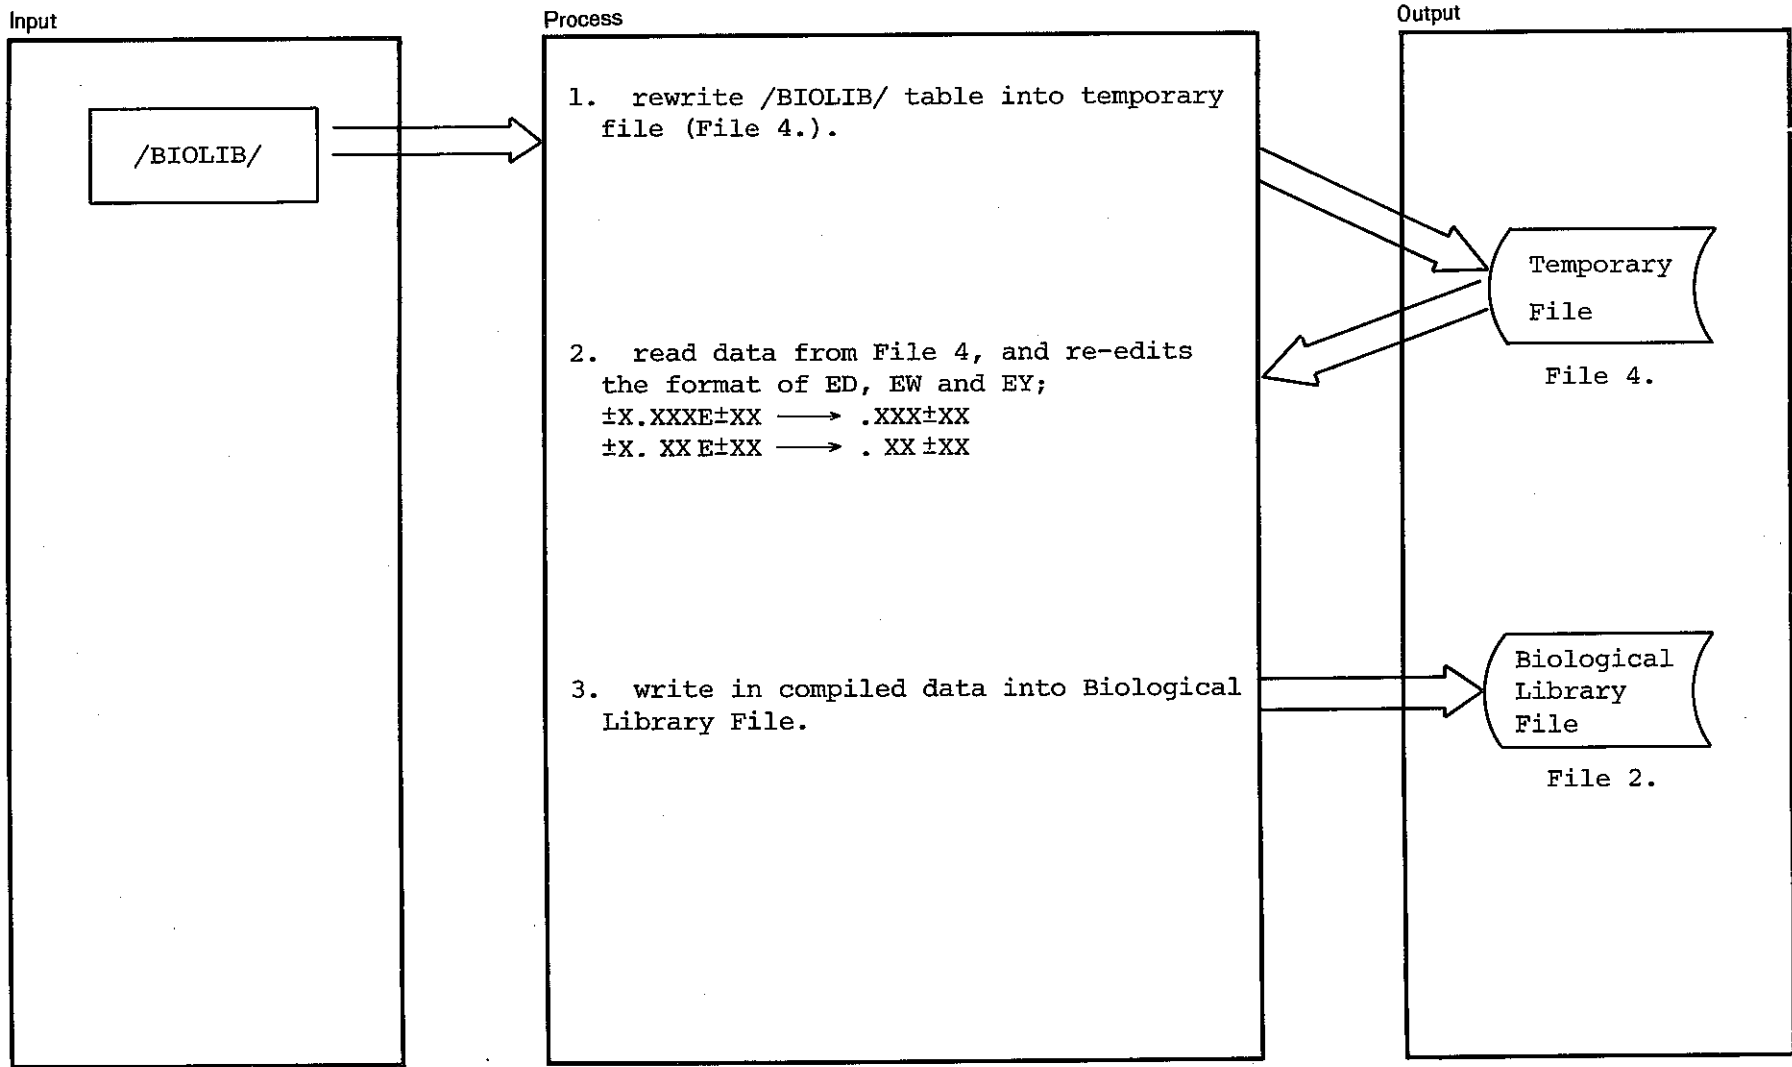 Input
Process
Output
/BIOLIB/
1. rewrite /BIOLIB/ table into temporary
file (File 4.).
Temporary
File
File 4.
2. read data from File 4, and re-edits
the format of ED, EW and EY;
±X.XXXE±XX ⟶ .XXX±XX
±X. XX E±XX ⟶ . XX ±XX
3. write in compiled data into Biological
Library File.
Biological
Library
File
File 2.